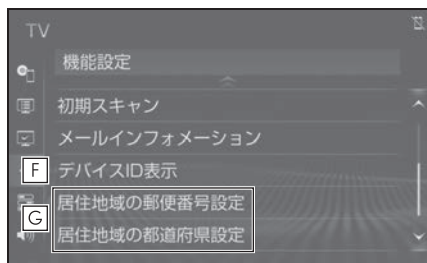 TV
機能設定
初期スキャン
メールインフォメーション
F
デバイスID表示
居住地域の郵便番号設定
G
居住地域の都道府県設定